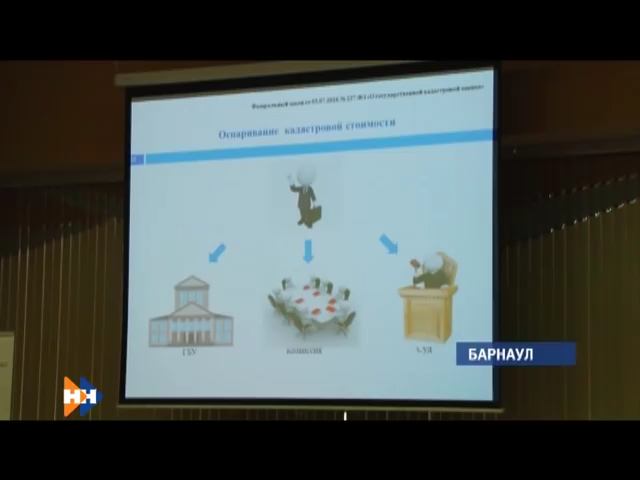 Федеральный закон от 03.07.2016 № 237-ФЗ «О государственной кадастровой оценке»
Оспаривание кадастровой стоимости
ГБУ
комиссия
Суд
БАРНАУЛ
НН